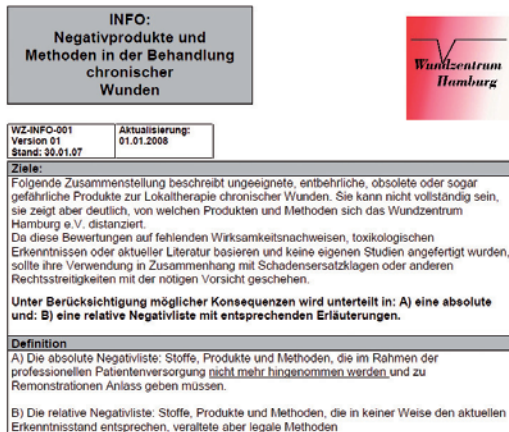 INFO:
Negativprodukte und
Methoden in der Behandlung
chronischer
Wunden
Wundzentrum
Hamburg
WZ-INFO-001
Version 01
Stand: 30.01.07
Aktualisierung:
01.01.2008
Ziele:
Folgende Zusammenstellung beschreibt ungeeignete, entbehrliche, obsolete oder sogar
gefährliche Produkte zur Lokaltherapie chronischer Wunden. Sie kann nicht vollständig sein,
sie zeigt aber deutlich, von welchen Produkten und Methoden sich das Wundzentrum
Hamburg e.V. distanziert.
Da diese Bewertungen auf fehlenden Wirksamkeitsnachweisen, toxikologischen
Erkenntnissen oder aktueller Literatur basieren und keine eigenen Studien angefertigt wurden,
sollte ihre Verwendung in Zusammenhang mit Schadensersatzklagen oder anderen
Rechtsstreitigkeiten mit der nötigen Vorsicht geschehen.
Unter Berücksichtigung möglicher Konsequenzen wird unterteilt in: A) eine absolute
und: B) eine relative Negativliste mit entsprechenden Erläuterungen.
Definition
A) Die absolute Negativliste: Stoffe, Produkte und Methoden, die im Rahmen der
professionellen Patientenversorgung nicht mehr hingenommen werden und zu
Remonstrationen Anlass geben müssen.
B) Die relative Negativliste: Stoffe, Produkte und Methoden, die in keiner Weise den aktuellen
Erkenntnisstand entsprechen, veraltete aber legale Methoden